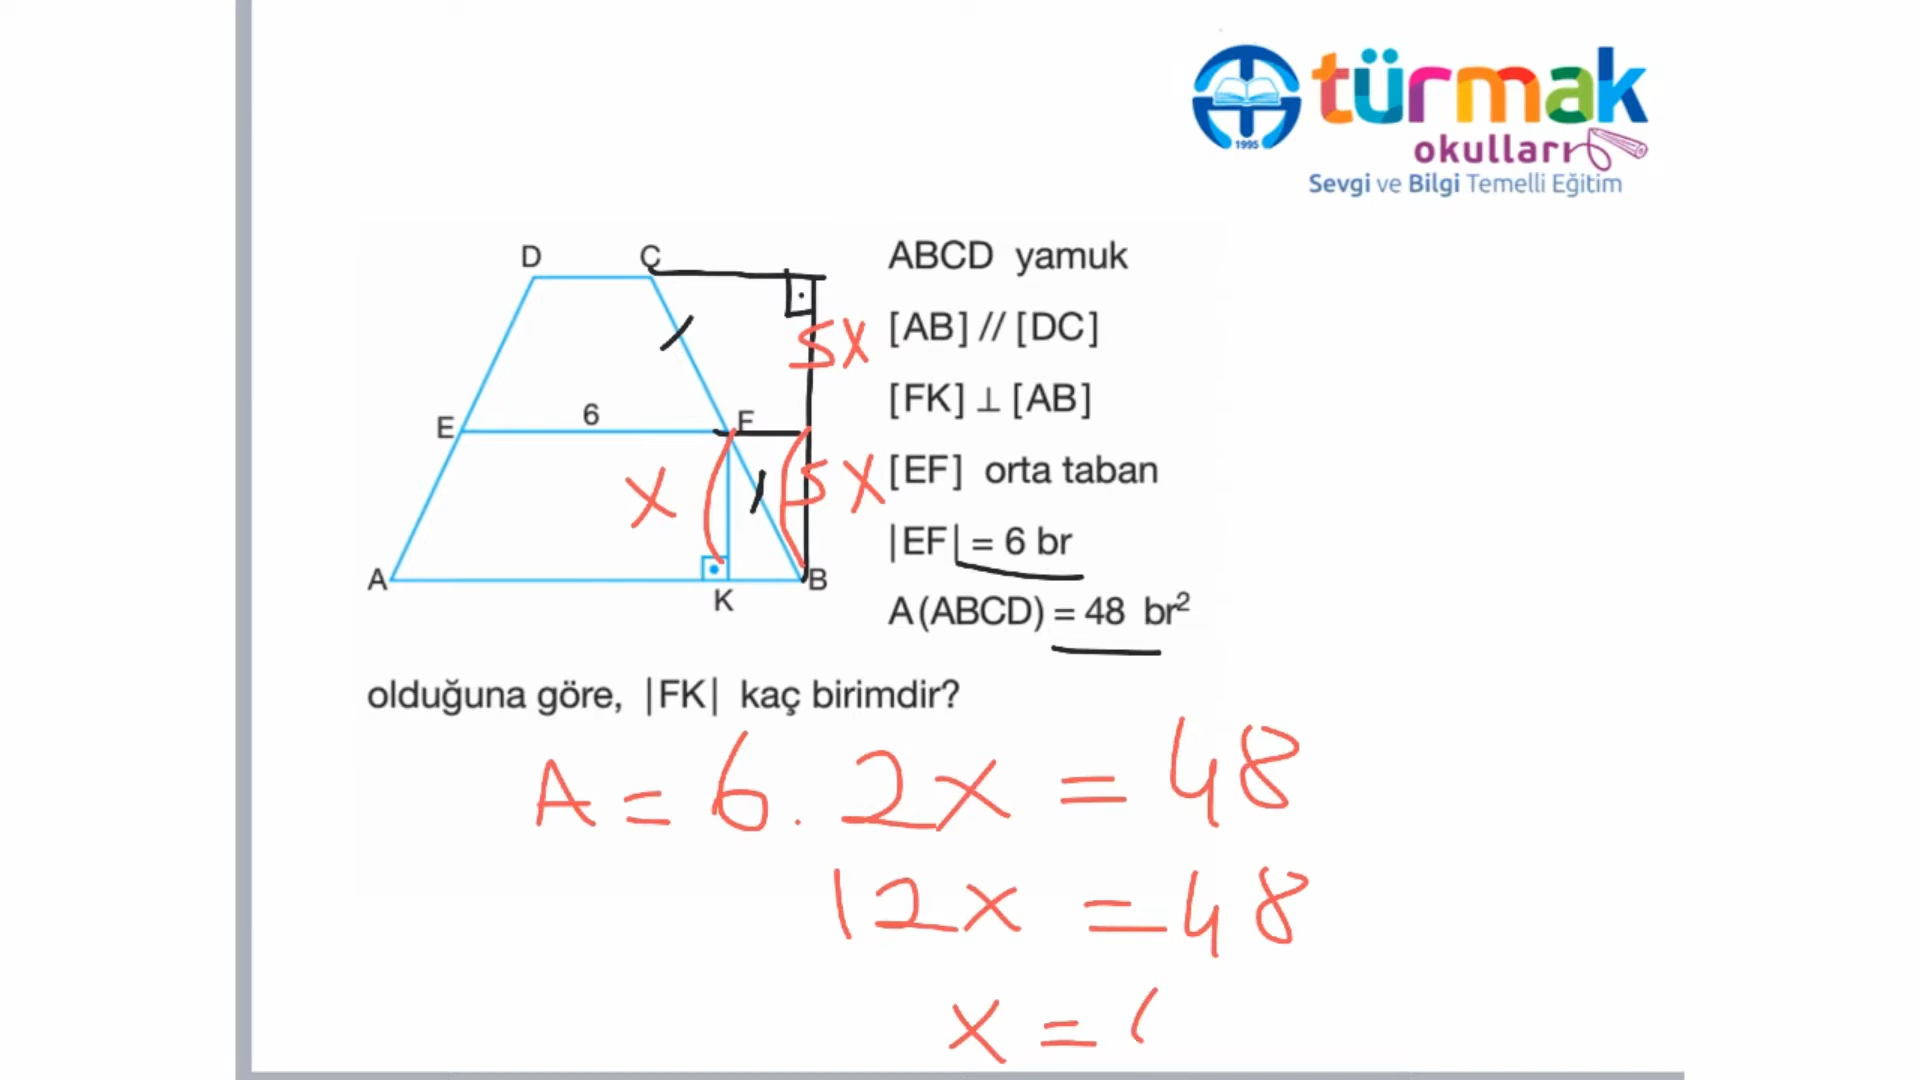 türmak
okulları
1995
Sevgi ve Bilgi Temelli Eğitim
D C
ABCD yamuk
5X
[AB] // [DC]
[FK] ⊥ [AB]
E 6 F
X 1 5X
[EF] orta taban
|EF| = 6 br
A K B
A(ABCD) = 48 br²
olduğuna göre, |FK| kaç birimdir?
A = 6 . 2x = 48
12x = 48
x =